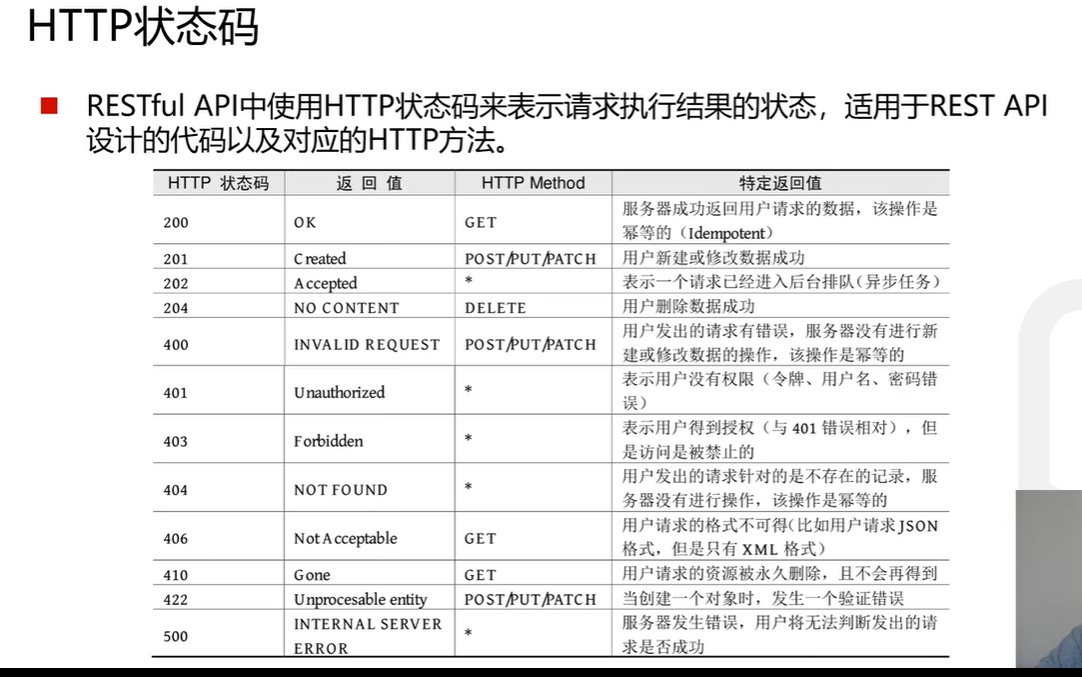 HTTP状态码
RESTful API中使用HTTP状态码来表示请求执行结果的状态，适用于REST API
设计的代码以及对应的HTTP方法。
HTTP 状态码 返 回 值 HTTP Method 特定返回值
200 OK GET 服务器成功返回用户请求的数据，该操作是
幂等的（Idempotent）
201 Created POST/PUT/PATCH 用户新建或修改数据成功
202 Accepted * 表示一个请求已经进入后台排队（异步任务）
204 NO CONTENT DELETE 用户删除数据成功
400 INVALID REQUEST POST/PUT/PATCH 用户发出的请求有错误，服务器没有进行新
建或修改数据的操作，该操作是幂等的
401 Unauthorized * 表示用户没有权限（令牌、用户名、密码错
误）
403 Forbidden * 表示用户得到授权（与 401 错误相对），但
是访问是被禁止的
404 NOT FOUND * 用户发出的请求针对的是不存在的记录，服
务器没有进行操作，该操作是幂等的
406 Not Acceptable GET 用户请求的格式不可得（比如用户请求 JSON
格式，但是只有 XML 格式）
410 Gone GET 用户请求的资源被永久删除，且不会再得到
422 Unprocesable entity POST/PUT/PATCH 当创建一个对象时，发生一个验证错误
500 INTERNAL SERVER * 服务器发生错误，用户将无法判断发出的请
ERROR 求是否成功